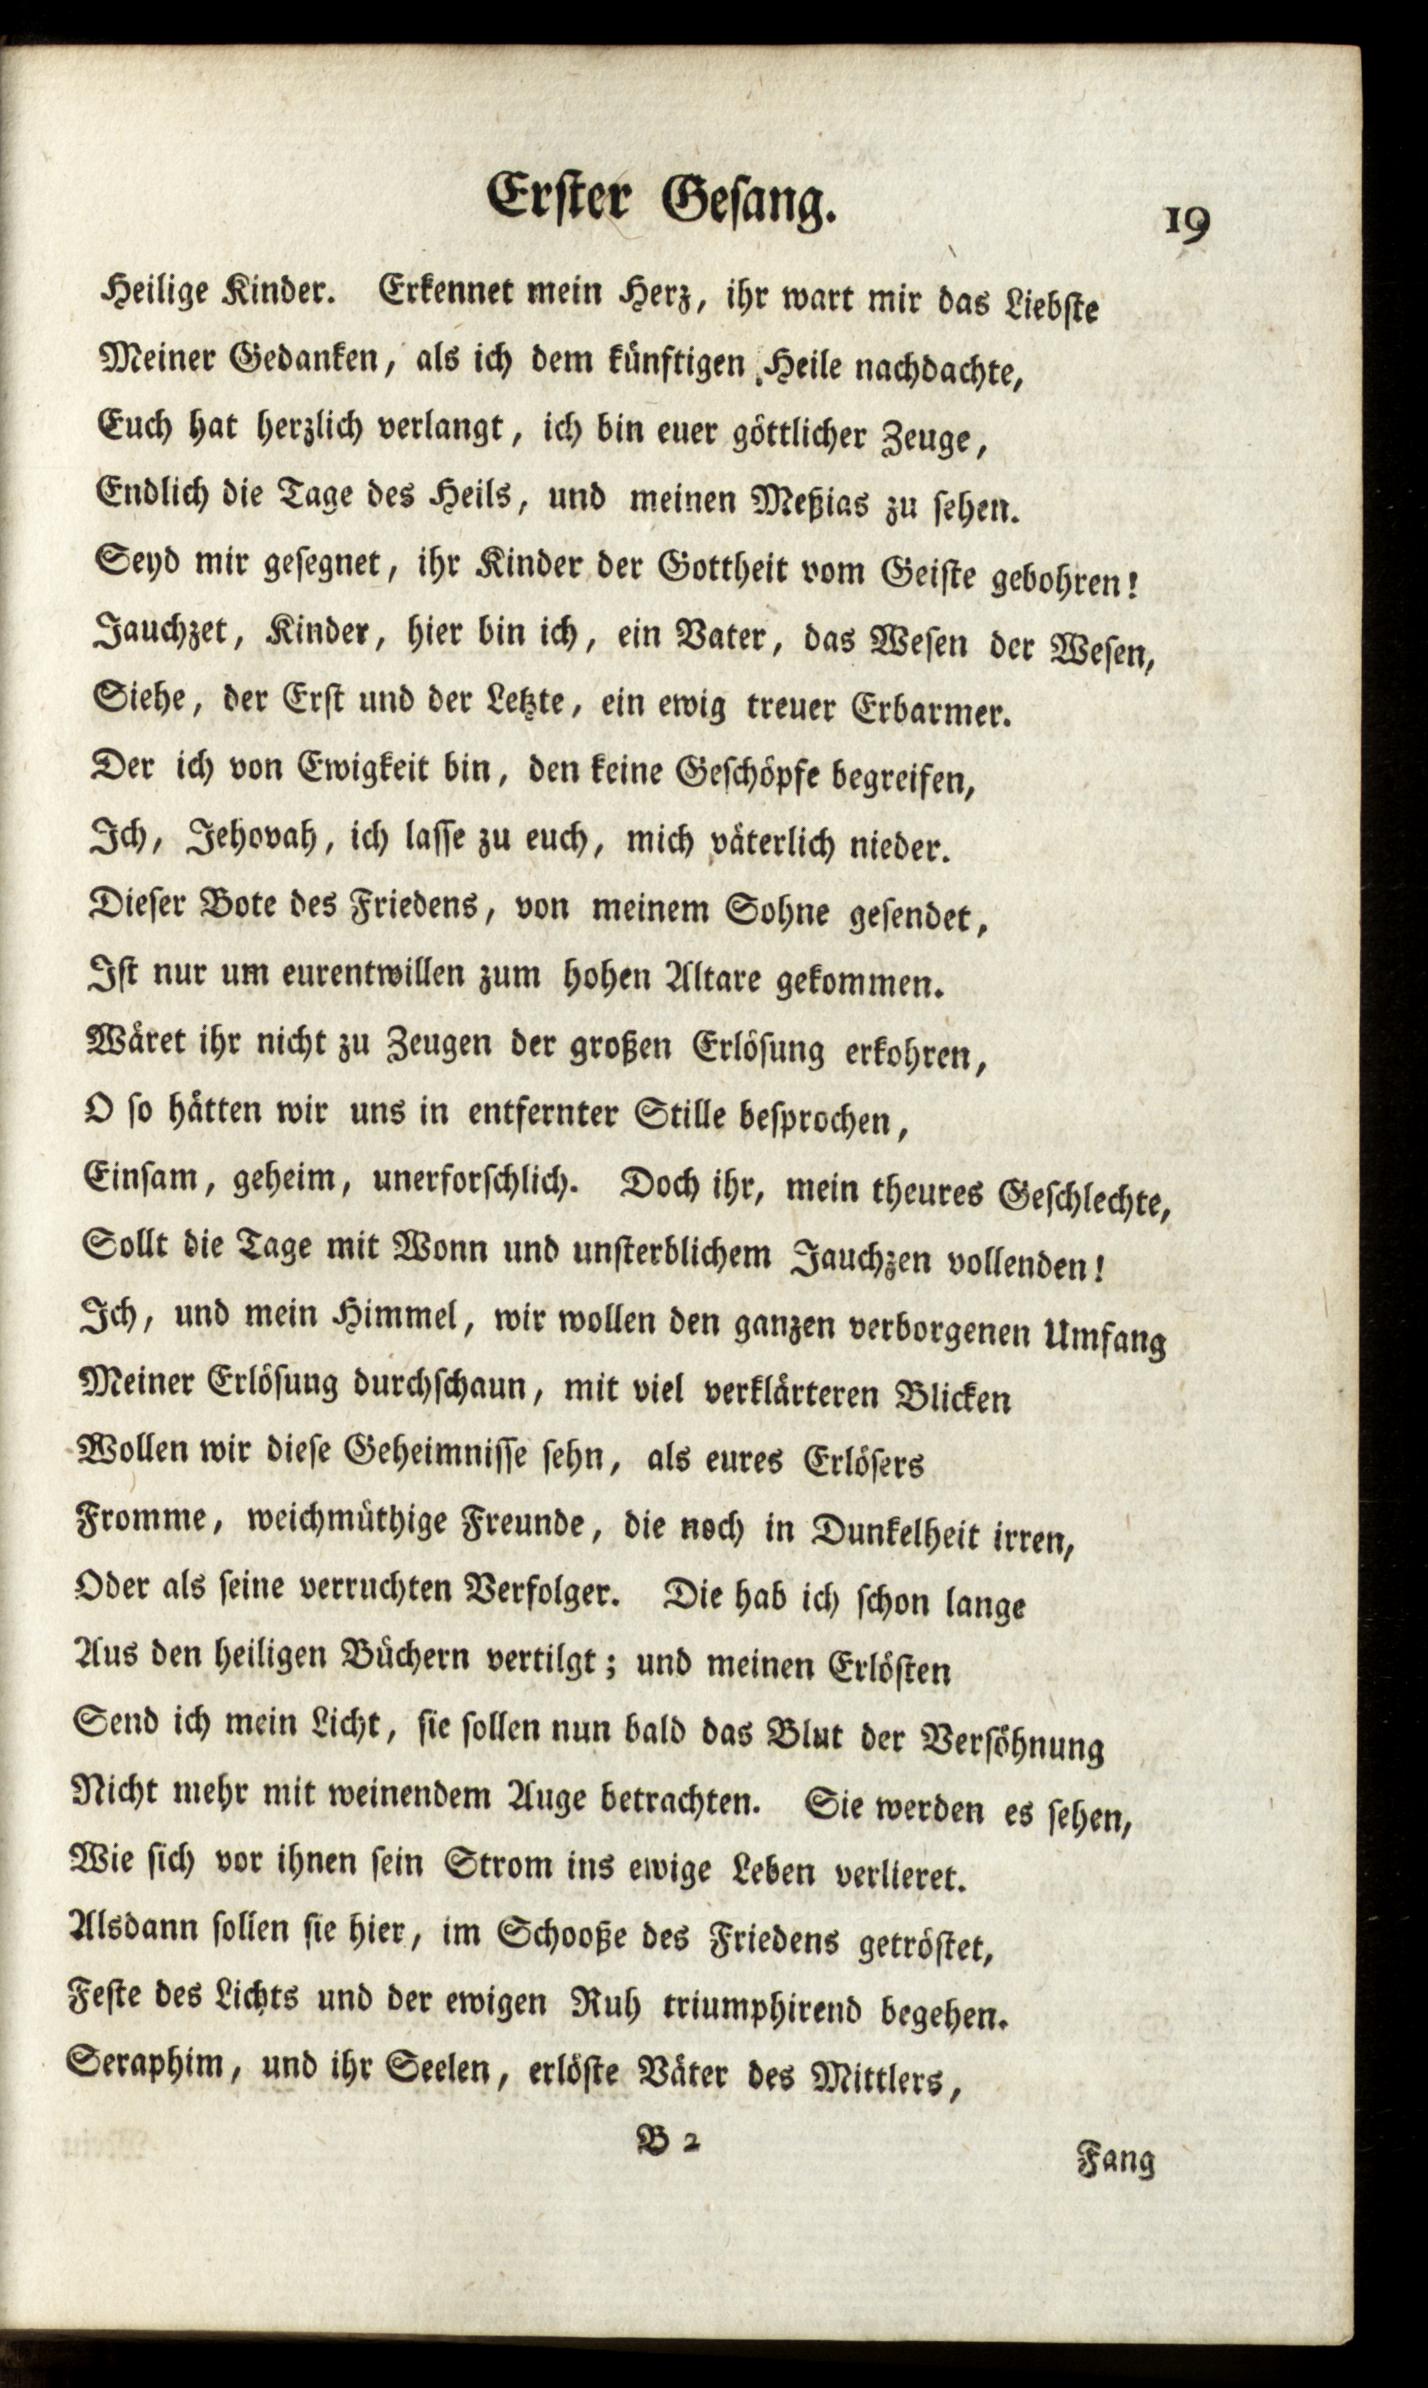 Erster Gesang.
19
Heilige Kinder. Erkennet mein Herz, ihr wart mir das Liebste
Meiner Gedanken, als ich dem künftigen Heile nachdachte,
Euch hat herzlich verlangt, ich bin euer göttlicher Zeuge,
Endlich die Tage des Heils, und meinen Meßias zu sehen.
Seyd mir gesegnet, ihr Kinder der Gottheit vom Geiste gebohren!
Jauchzet, Kinder, hier bin ich, ein Vater, das Wesen der Wesen,
Siehe, der Erst und der Letzte, ein ewig treuer Erbarmer.
Der ich von Ewigkeit bin, den keine Geschöpfe begreifen,
Ich, Jehovah, ich lasse zu euch, mich väterlich nieder.
Dieser Bote des Friedens, von meinem Sohne gesendet,
Ist nur um eurentwillen zum hohen Altare gekommen.
Wäret ihr nicht zu Zeugen der großen Erlösung erkohren,
O so hätten wir uns in entfernter Stille besprochen,
Einsam, geheim, unerforschlich. Doch ihr, mein theures Geschlechte,
Sollt die Tage mit Wonn und unsterblichem Jauchzen vollenden!
Ich, und mein Himmel, wir wollen den ganzen verborgenen Umfang
Meiner Erlösung durchschaun, mit viel verklärteren Blicken
Wollen wir diese Geheimnisse sehn, als eures Erlösers
Fromme, weichmüthige Freunde, die noch in Dunkelheit irren,
Oder als seine verruchten Verfolger. Die hab ich schon lange
Aus den heiligen Büchern vertilgt; und meinen Erlösten
Send ich mein Licht, sie sollen nun bald das Blut der Versöhnung
Nicht mehr mit weinendem Auge betrachten. Sie werden es sehen,
Wie sich vor ihnen sein Strom ins ewige Leben verlieret.
Alsdann sollen sie hier, im Schooße des Friedens getröstet,
Feste des Lichts und der ewigen Ruh triumphirend begehen.
Seraphim, und ihr Seelen, erlöste Väter des Mittlers,
B 2
Fang